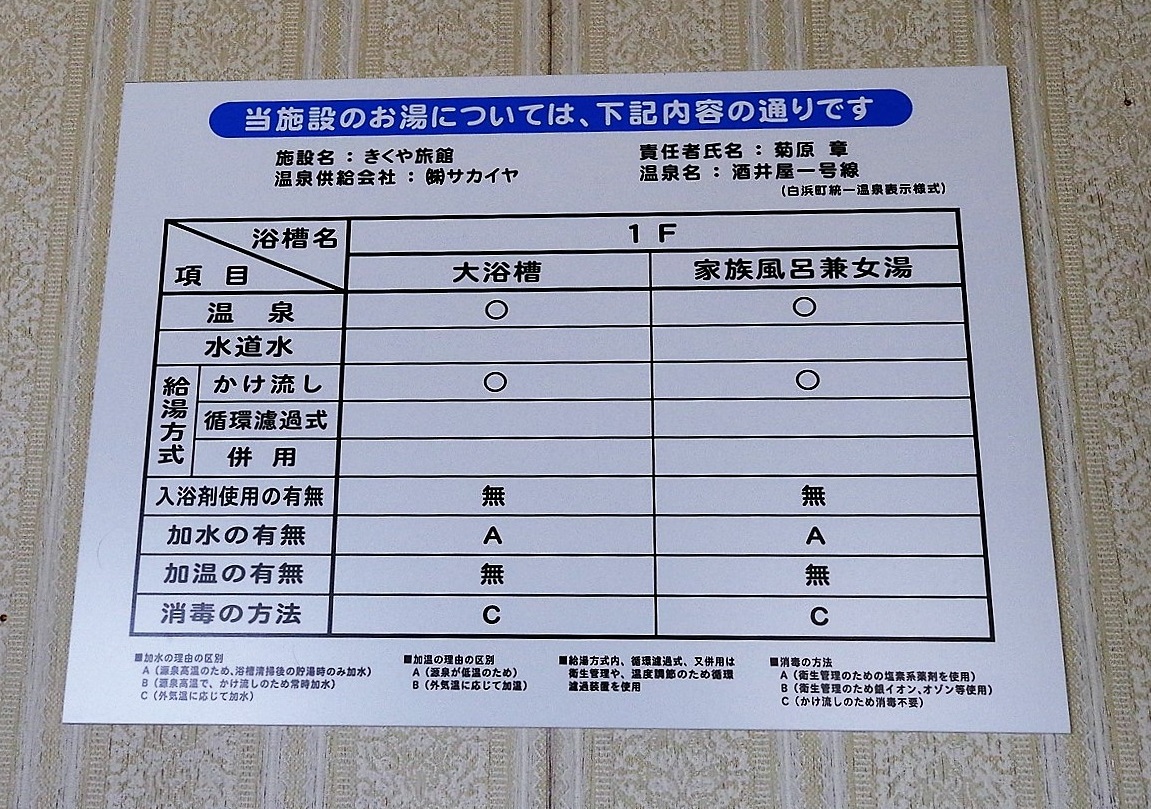 当施設のお湯については、下記内容の通りです
施設名：きくや旅館
責任者氏名：菊原 章
温泉供給会社：㈱サカイヤ
温泉名：酒井屋一号線
(白浜町統一温泉表示様式)
浴槽名
1 F
項 目
大浴槽
家族風呂兼女湯
温 泉 ○ ○
水道水
給湯方式
かけ流し ○ ○
循環濾過式
併 用
入浴剤使用の有無 無 無
加水の有無 A A
加温の有無 無 無
消毒の方法 C C
■加水の理由の区別
A（源泉高温のため、浴槽清掃後の貯湯時のみ加水）
B（源泉高温で、かけ流しのため常時加水）
C（外気温に応じて加水）
■加温の理由の区別
A（源泉が低温のため）
B（外気温に応じて加温）
■給湯方式内、循環濾過式、又併用は
衛生管理や、温度調節のため循環
濾過装置を使用
■消毒の方法
A（衛生管理のための塩素系薬剤を使用）
B（衛生管理のため銀イオン、オゾン等使用）
C（かけ流しのため消毒不要）